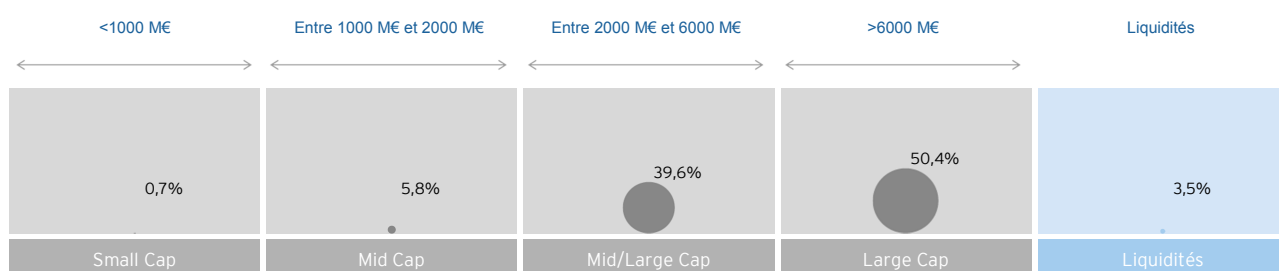 <1000 M€
Entre 1000 M€ et 2000 M€
Entre 2000 M€ et 6000 M€
>6000 M€
Liquidités
0,7%
5,8%
39,6%
50,4%
3,5%
Small Cap
Mid Cap
Mid/Large Cap
Large Cap
Liquidités